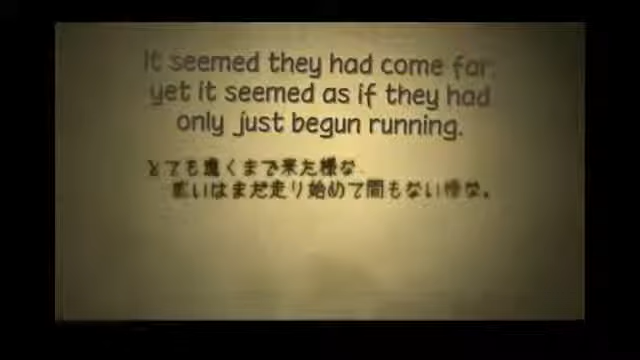 It seemed they had come far.
yet it seemed as if they had
only just begun running.
とても遠くまで来た様な
或いはまだ走り始めて間もない様な。